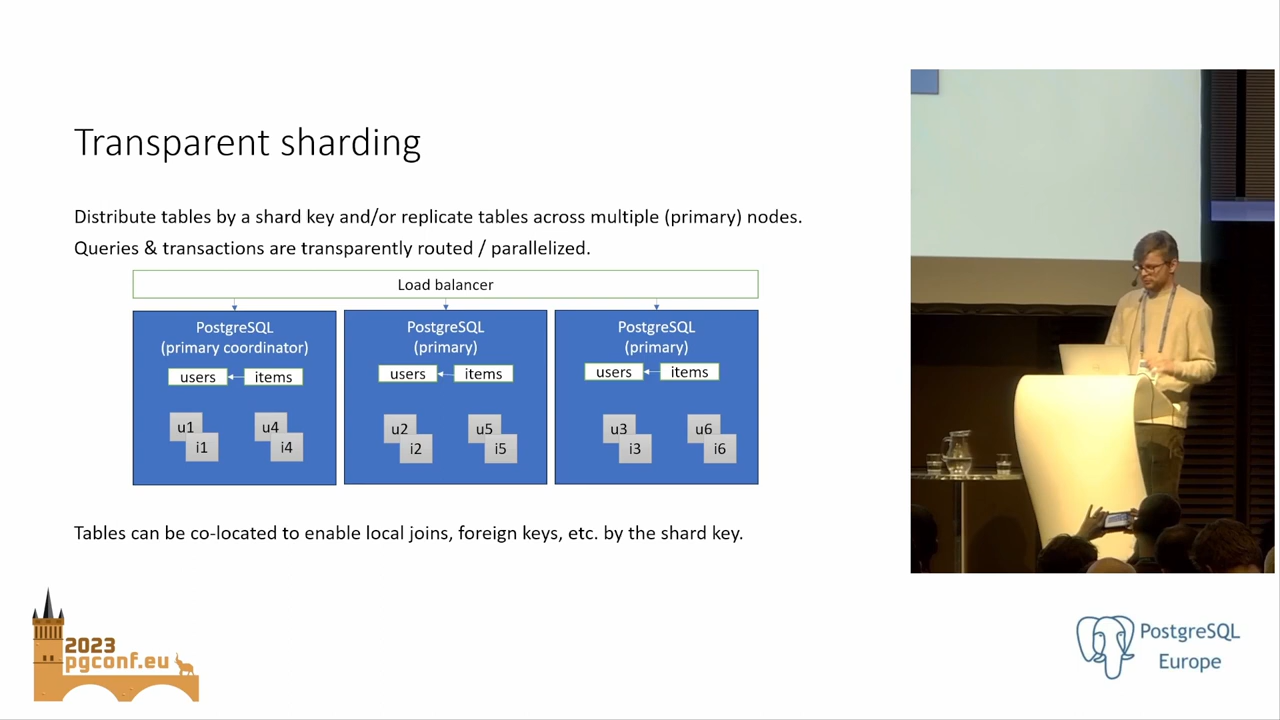 Transparent sharding
Distribute tables by a shard key and/or replicate tables across multiple (primary) nodes.
Queries & transactions are transparently routed / parallelized.
Load balancer
PostgreSQL
(primary coordinator)
users
items
u1
i1
u4
i4
PostgreSQL
(primary)
users
items
u2
i2
u5
i5
PostgreSQL
(primary)
users
items
u3
i3
u6
i6
Tables can be co-located to enable local joins, foreign keys, etc. by the shard key.
2023
pgconf.eu
PostgreSQL
Europe